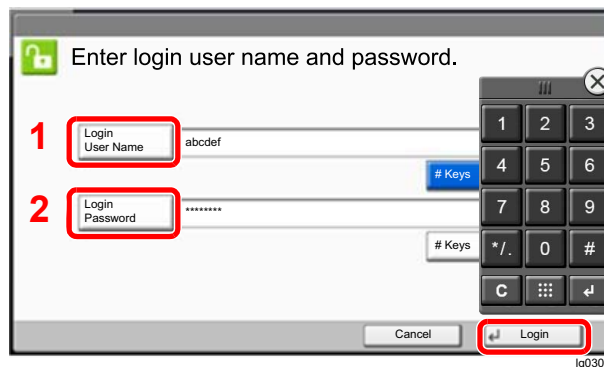 Enter login user name and password.
1
Login
User Name
abcdef
# Keys
2
Login
Password
********
# Keys
1 2 3
4 5 6
7 8 9
*/. 0 #
C
Cancel
Login
lg030